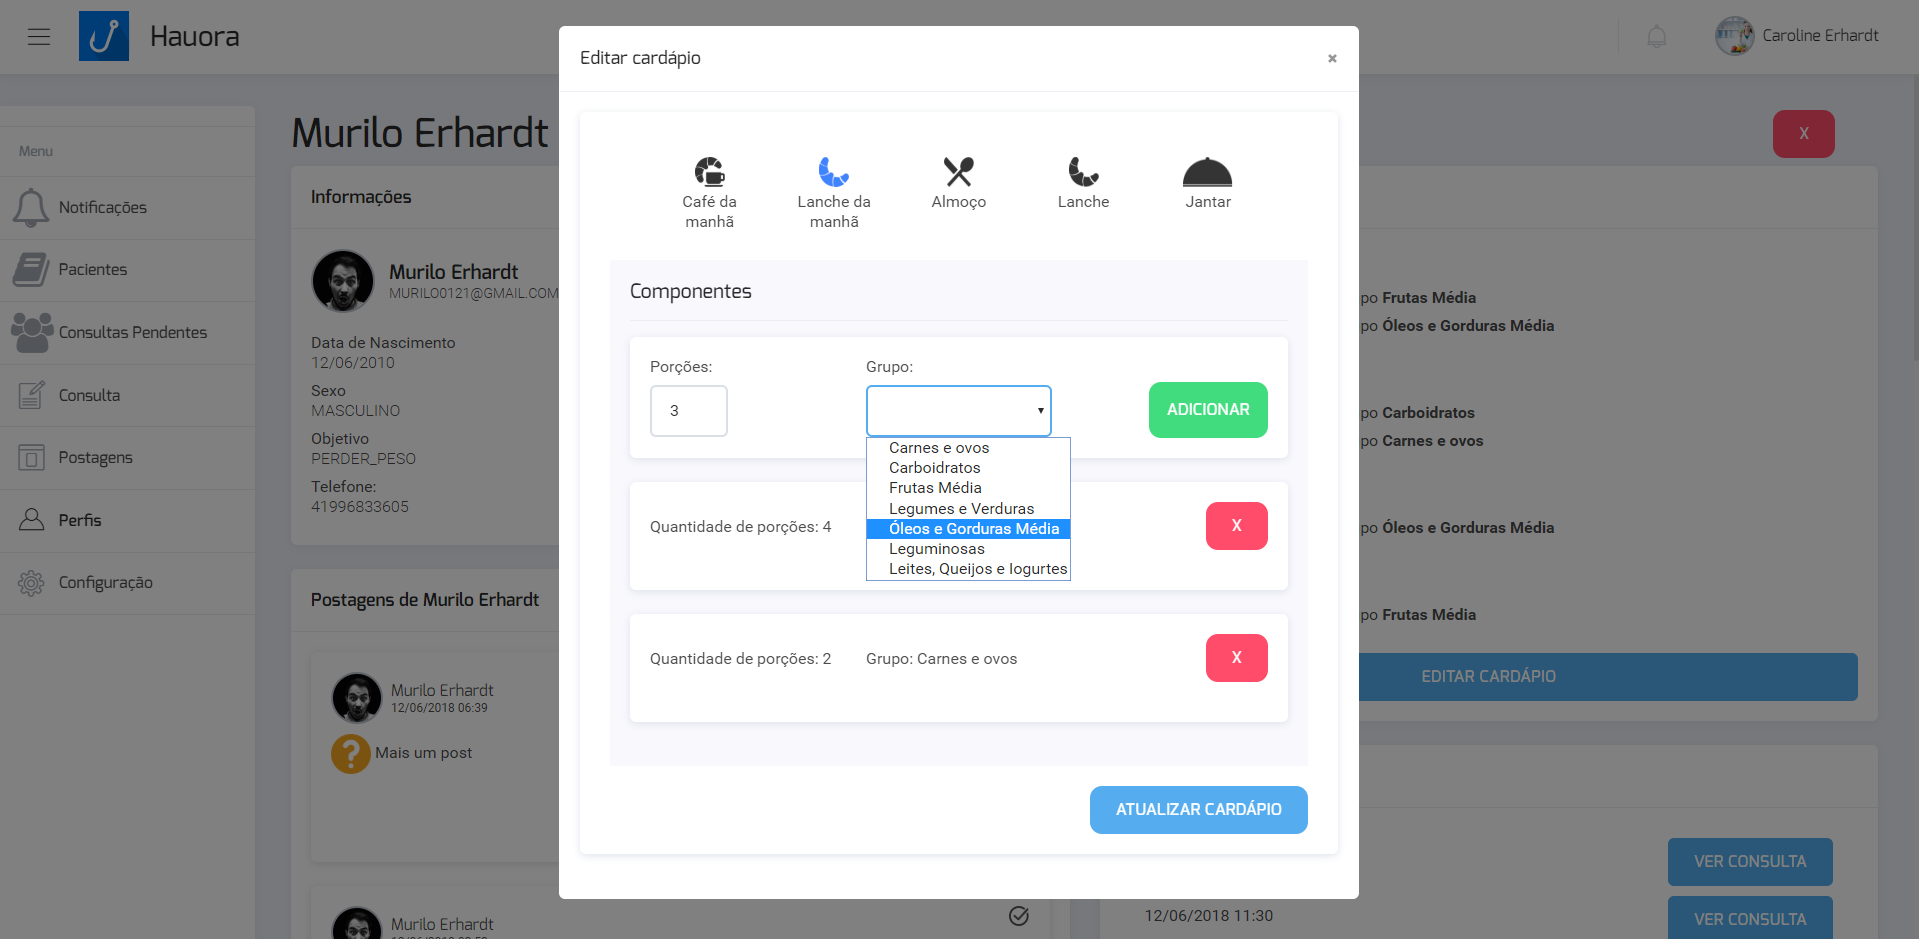 Hauora
Caroline Erhardt
Menu
Notificações
Pacientes
Consultas Pendentes
Consulta
Postagens
Perfis
Configuração
Murilo Erhardt
X
Informações
Murilo Erhardt
MURILO0121@GMAIL.COM
Data de Nascimento
12/06/2010
Sexo
MASCULINO
Objetivo
PERDER_PESO
Telefone:
41996833605
Postagens de Murilo Erhardt
Murilo Erhardt
12/06/2018 06:39
Mais um post
Murilo Erhardt
Editar cardápio
×
Café da
manhã
Lanche da
manhã
Almoço
Lanche
Jantar
Componentes
Porções:
Grupo:
3
ADICIONAR
Carnes e ovos
Carboidratos
Frutas Média
Legumes e Verduras
Óleos e Gorduras Média
Leguminosas
Leites, Queijos e Iogurtes
Quantidade de porções: 4
X
Quantidade de porções: 2
Grupo: Carnes e ovos
X
ATUALIZAR CARDÁPIO
po Frutas Média
po Óleos e Gorduras Média
po Carboidratos
po Carnes e ovos
po Óleos e Gorduras Média
po Frutas Média
EDITAR CARDÁPIO
VER CONSULTA
12/06/2018 11:30
VER CONSULTA